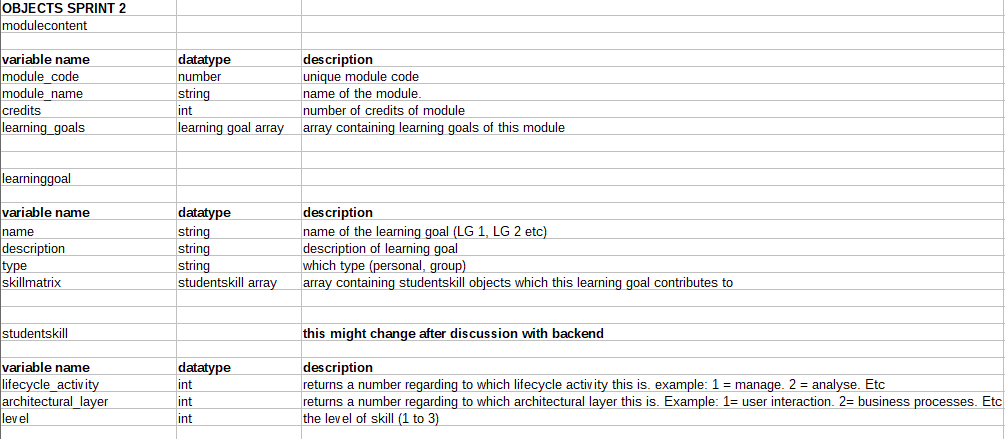 OBJECTS SPRINT 2
modulecontent
variable name datatype description
module_code number unique module code
module_name string name of the module.
credits int number of credits of module
learning_goals learning goal array array containing learning goals of this module
learninggoal
variable name datatype description
name string name of the learning goal (LG 1, LG 2 etc)
description string description of learning goal
type string which type (personal, group)
skillmatrix studentskill array array containing studentskill objects which this learning goal contributes to
studentskill this might change after discussion with backend
variable name datatype description
lifecycle_activity int returns a number regarding to which lifecycle activity this is. example: 1 = manage. 2 = analyse. Etc
architectural_layer int returns a number regarding to which architectural layer this is. Example: 1= user interaction. 2= business processes. Etc
level int the level of skill (1 to 3)